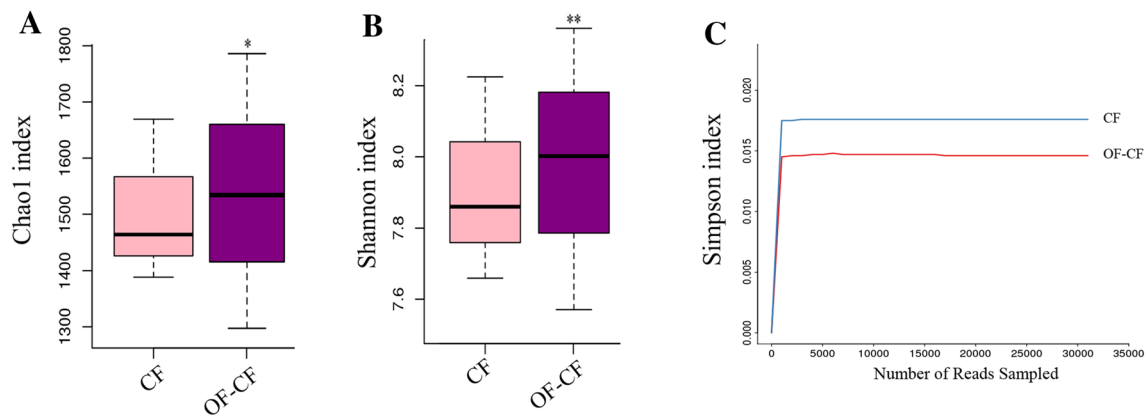 A
Chao1 index
1800
1700
1600
1500
1400
1300
*
CF
OF-CF
B
Shannon index
8.2
8.0
7.8
7.6
**
CF
OF-CF
C
Simpson index
0.020
0.015
0.010
0.005
0.000
CF
OF-CF
0 5000 10000 15000 20000 25000 30000 35000
Number of Reads Sampled